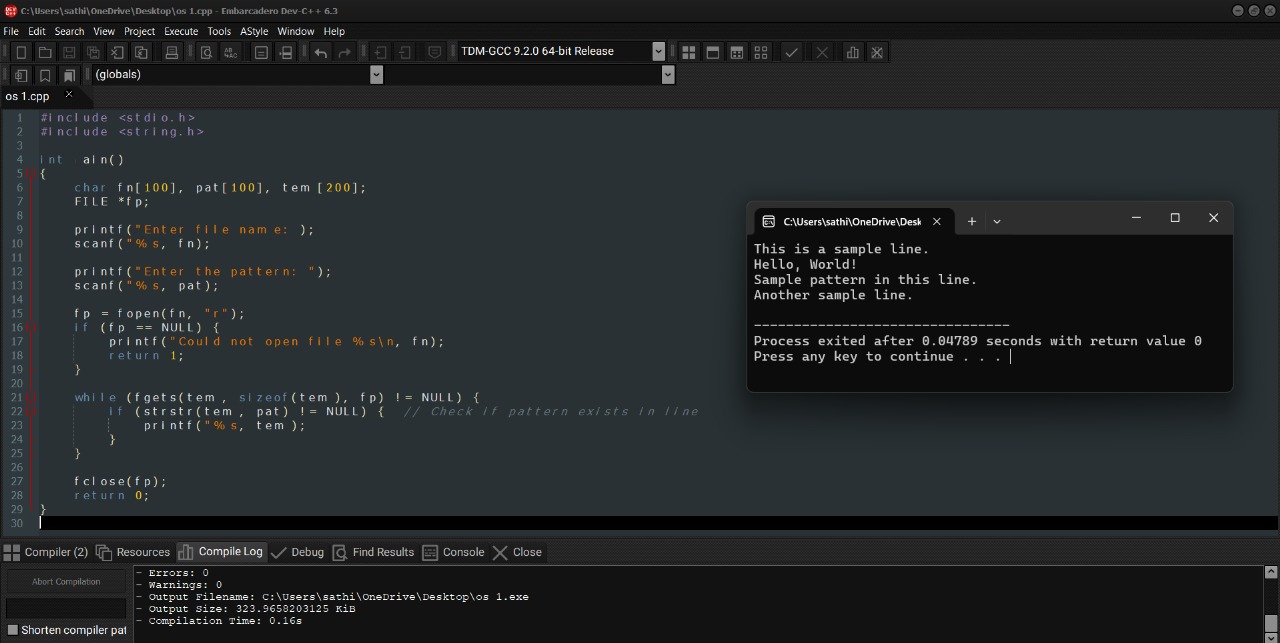 C:\Users\sathi\OneDrive\Desktop\os 1.cpp - Embarcadero Dev-C++ 6.3
File Edit Search View Project Execute Tools AStyle Window Help
TDM-GCC 9.2.0 64-bit Release
(globals)
os 1.cpp
1 #include <stdio.h>
2 #include <string.h>
3
4 int ain()
5 {
6 char fn[100], pat[100], tem [200];
7 FILE *fp;
8
9 printf("Enter file name: );
10 scanf("%s, fn);
11
12 printf("Enter the pattern: ");
13 scanf("%s, pat);
14
15 fp = fopen(fn, "r");
16 if (fp == NULL) {
17 printf("Could not open file %s\n, fn);
18 return 1;
19 }
20
21 while (fgets(tem , sizeof(tem ), fp) != NULL) {
22 if (strstr(tem , pat) != NULL) { // Check if pattern exists in line
23 printf("%s, tem );
24 }
25 }
26
27 fclose(fp);
28 return 0;
29 }
30
C:\Users\sathi\OneDrive\Desk
This is a sample line.
Hello, World!
Sample pattern in this line.
Another sample line.
--------------------------------
Process exited after 0.04789 seconds with return value 0
Press any key to continue . . .
Compiler (2) Resources Compile Log Debug Find Results Console Close
Abort Compilation
Shorten compiler pat
- Errors: 0
- Warnings: 0
- Output Filename: C:\Users\sathi\OneDrive\Desktop\os 1.exe
- Output Size: 323.9658203125 KiB
- Compilation Time: 0.16s